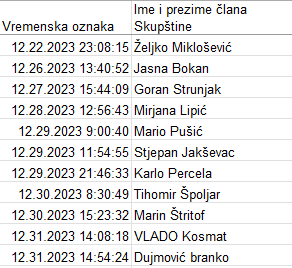 Vremenska oznaka Ime i prezime člana Skupštine
12.22.2023 23:08:15 Željko Miklošević
12.26.2023 13:40:52 Jasna Bokan
12.27.2023 15:44:09 Goran Strunjak
12.28.2023 12:56:43 Mirjana Lipić
12.29.2023 9:00:40 Mario Pušić
12.29.2023 11:54:55 Stjepan Jakševac
12.29.2023 21:46:33 Karlo Percela
12.30.2023 8:30:49 Tihomir Špoljar
12.30.2023 15:23:32 Marin Štritof
12.31.2023 14:08:18 VLADO Kosmat
12.31.2023 14:54:24 Dujmović branko